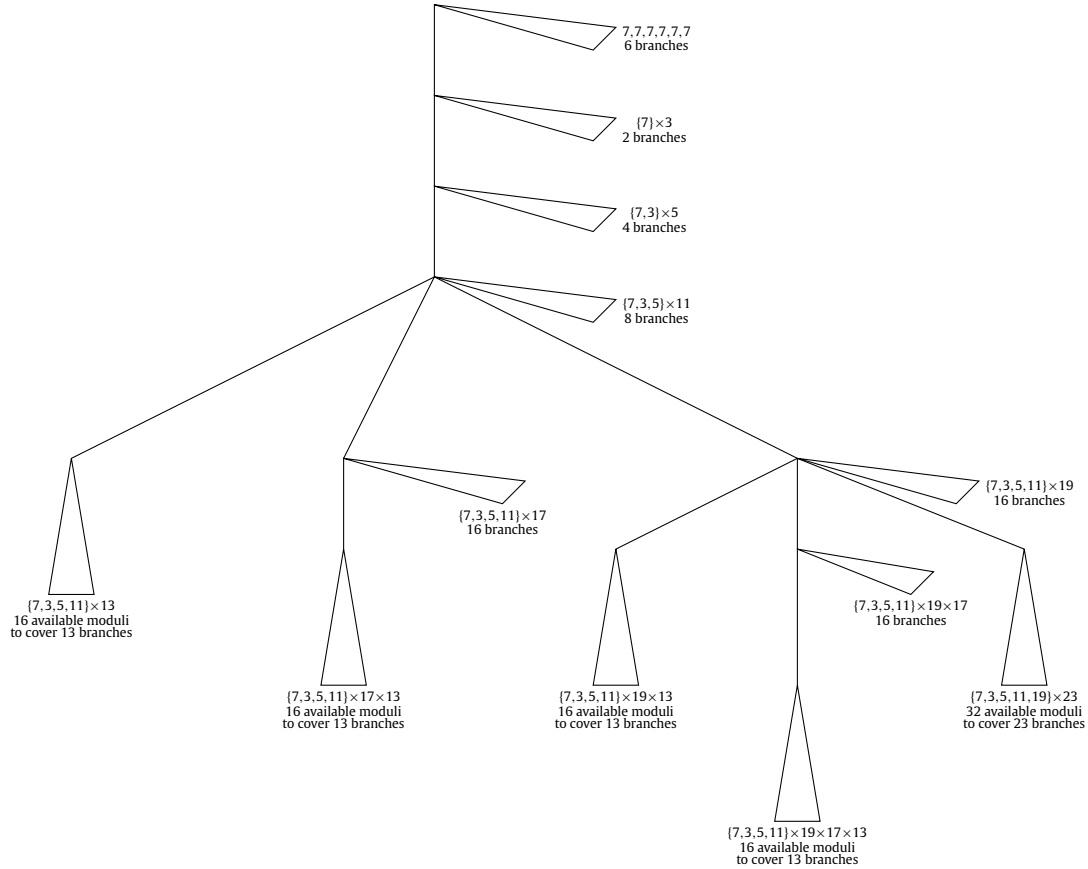 7,7,7,7,7,7
6 branches
{7}×3
2 branches
{7,3}×5
4 branches
{7,3,5}×11
8 branches
{7,3,5,11}×13
16 available moduli
to cover 13 branches
{7,3,5,11}×17
16 branches
{7,3,5,11}×17×13
16 available moduli
to cover 13 branches
{7,3,5,11}×19
16 branches
{7,3,5,11}×19×13
16 available moduli
to cover 13 branches
{7,3,5,11}×19×17
16 branches
{7,3,5,11}×19×17×13
16 available moduli
to cover 13 branches
{7,3,5,11,19}×23
32 available moduli
to cover 23 branches